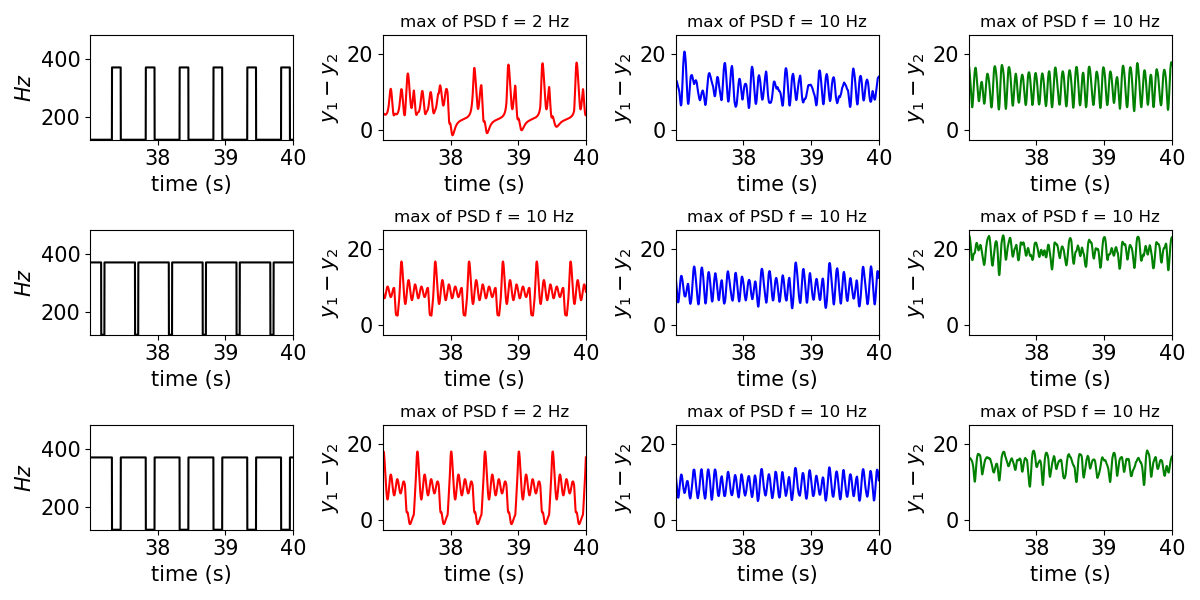 max of PSD f = 2 Hz
max of PSD f = 10 Hz
max of PSD f = 10 Hz
400
200
Hz
38 39 40
time (s)
20
0
y₁ − y₂
38 39 40
time (s)
20
0
y₁ − y₂
38 39 40
time (s)
20
0
y₁ − y₂
38 39 40
time (s)
max of PSD f = 10 Hz
max of PSD f = 10 Hz
max of PSD f = 10 Hz
400
200
Hz
38 39 40
time (s)
20
0
y₁ − y₂
38 39 40
time (s)
20
0
y₁ − y₂
38 39 40
time (s)
20
0
y₁ − y₂
38 39 40
time (s)
max of PSD f = 2 Hz
max of PSD f = 10 Hz
max of PSD f = 10 Hz
400
200
Hz
38 39 40
time (s)
20
0
y₁ − y₂
38 39 40
time (s)
20
0
y₁ − y₂
38 39 40
time (s)
20
0
y₁ − y₂
38 39 40
time (s)